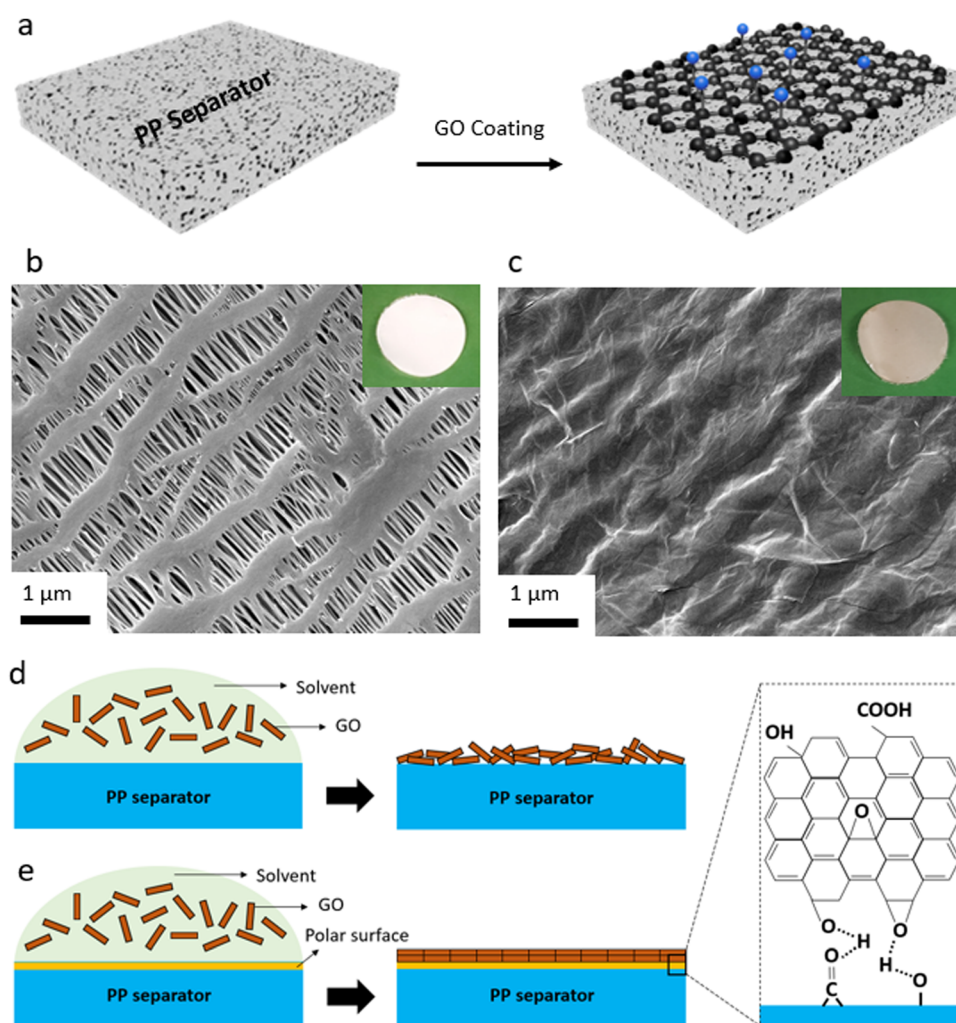 a
PP Separator
GO Coating
b
c
1 μm
1 μm
d
Solvent
GO
PP separator
PP separator
e
Solvent
GO
Polar surface
PP separator
PP separator
COOH
OH
O
O
O
H
H
O
O
C